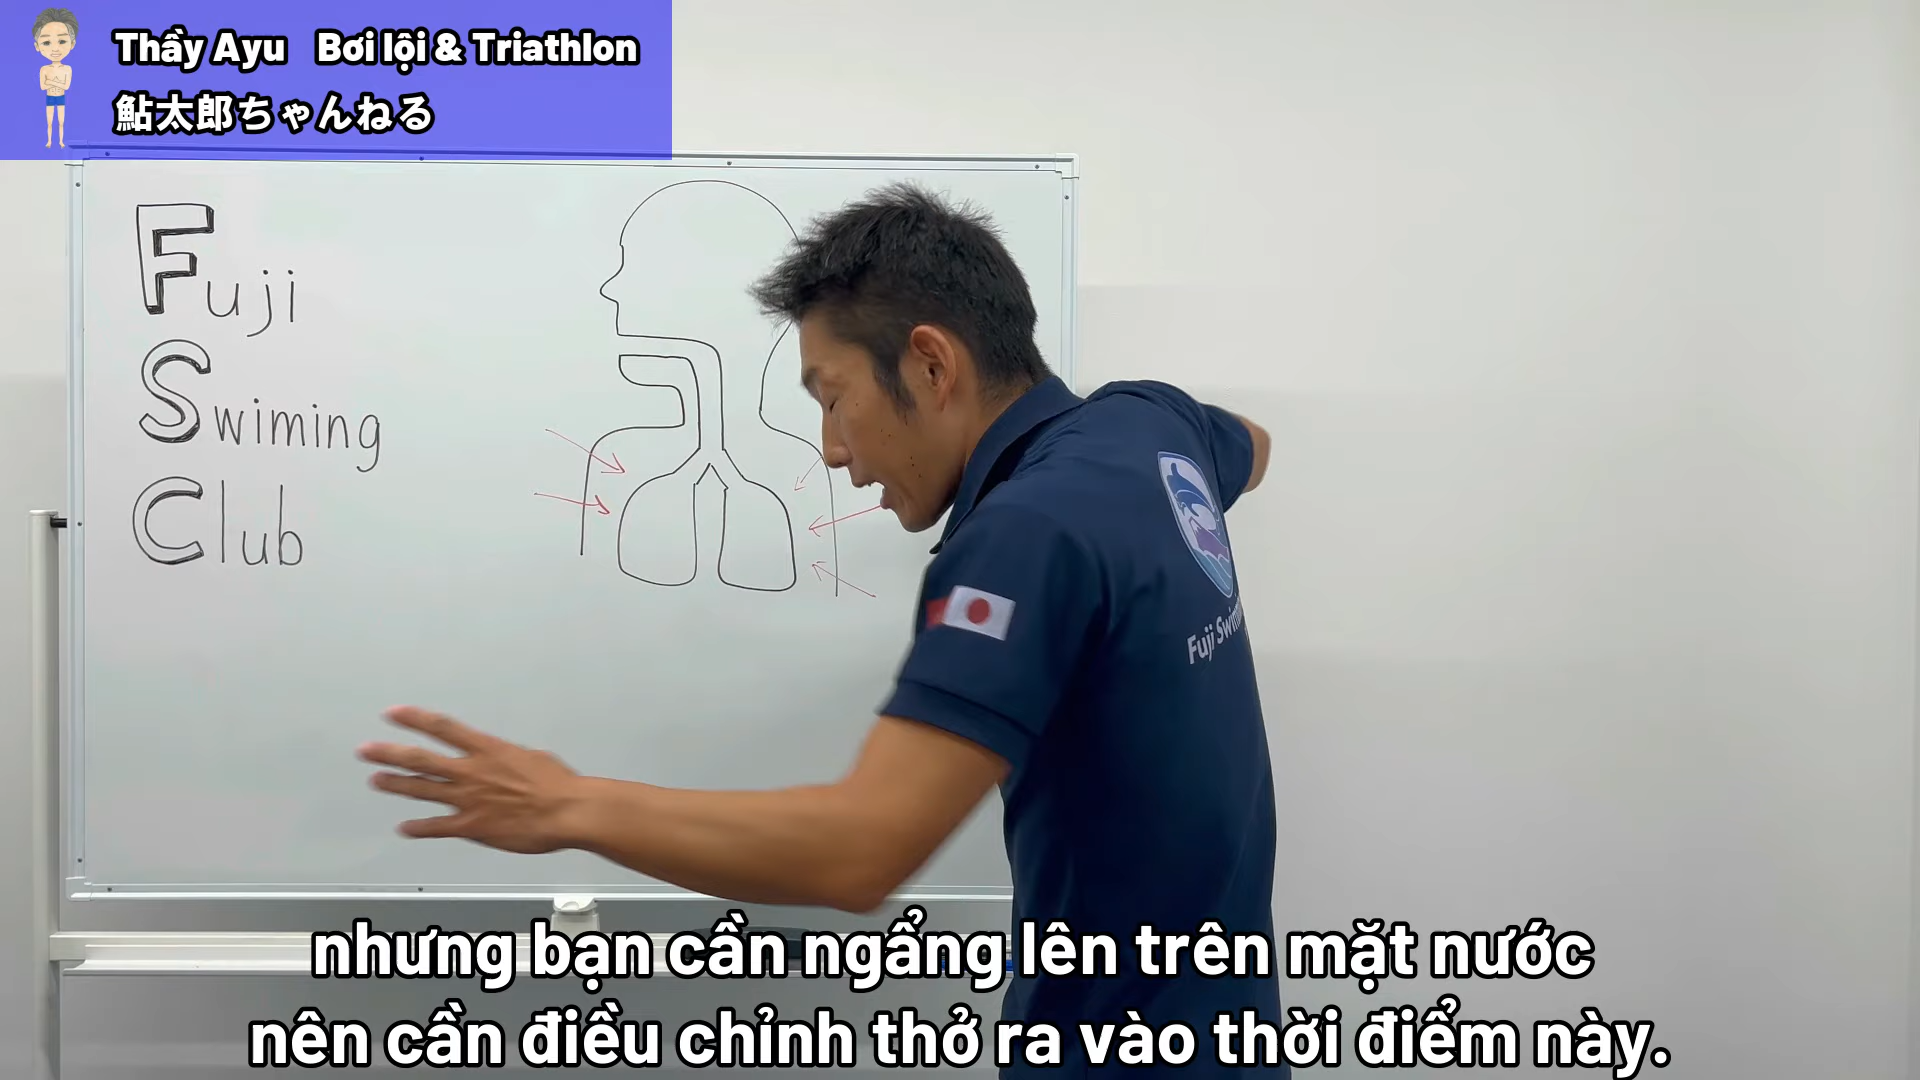 Thầy Ayu Bơi lội & Triathlon
鮎太郎ちゃんねる
Fuji
Swiming
Club
Fuji
nhưng bạn cần ngẩng lên trên mặt nước
nên cần điều chỉnh thở ra vào thời điểm này.